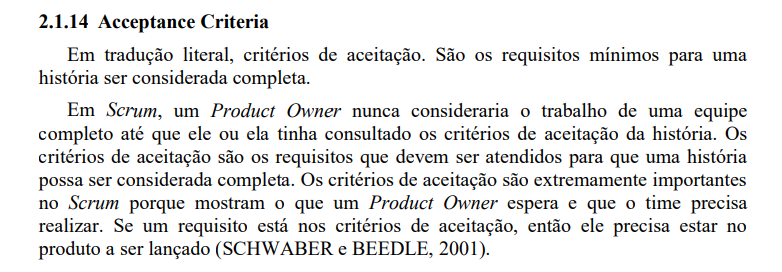 2.1.14 Acceptance Criteria
Em tradução literal, critérios de aceitação. São os requisitos mínimos para uma
história ser considerada completa.
Em Scrum, um Product Owner nunca consideraria o trabalho de uma equipe
completo até que ele ou ela tinha consultado os critérios de aceitação da história. Os
critérios de aceitação são os requisitos que devem ser atendidos para que uma história
possa ser considerada completa. Os critérios de aceitação são extremamente importantes
no Scrum porque mostram o que um Product Owner espera e que o time precisa
realizar. Se um requisito está nos critérios de aceitação, então ele precisa estar no
produto a ser lançado (SCHWABER e BEEDLE, 2001).